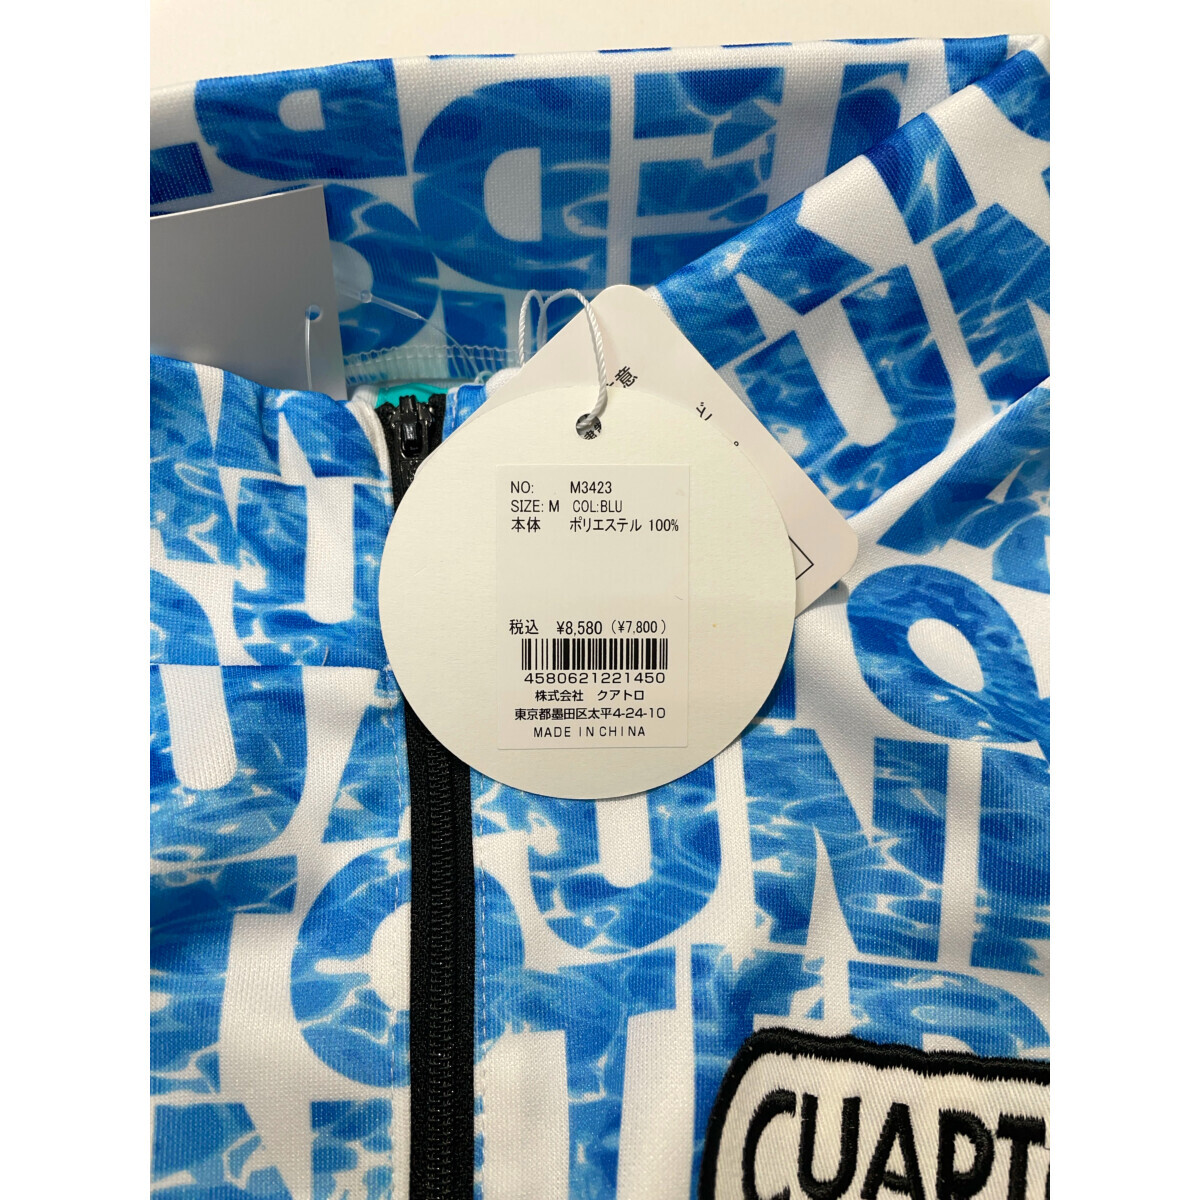 意
NO: M3423
SIZE: M COL:BLU
本体 ポリエステル 100%
税込 ¥8,580 (¥7,800)
4580621221450
株式会社 クアトロ
東京都墨田区太平4-24-10
MADE IN CHINA
CUAPT